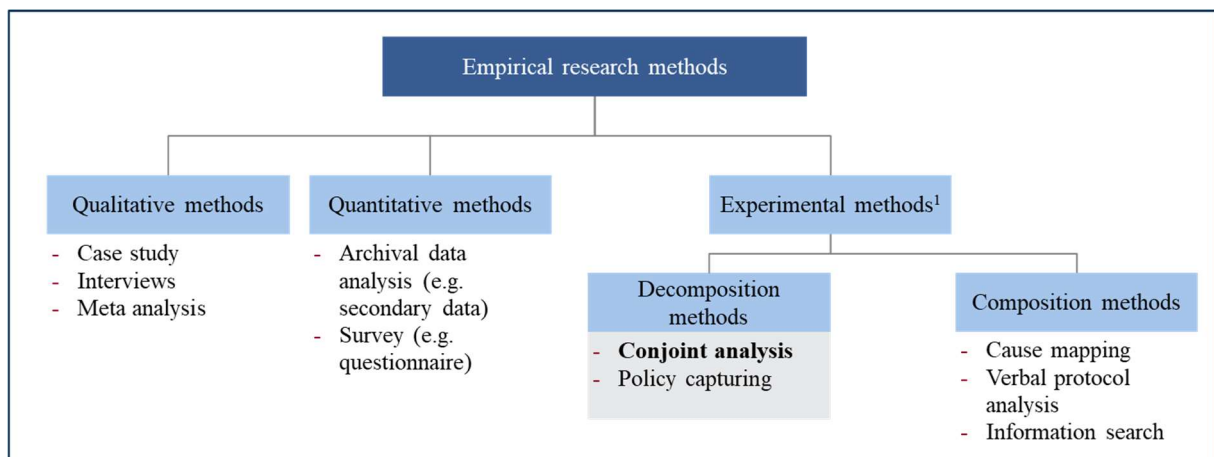 Empirical research methods
Qualitative methods
- Case study
- Interviews
- Meta analysis
Quantitative methods
- Archival data
analysis (e.g.
secondary data)
- Survey (e.g.
questionnaire)
Experimental methods¹
Decomposition
methods
- Conjoint analysis
- Policy capturing
Composition methods
- Cause mapping
- Verbal protocol
analysis
- Information search